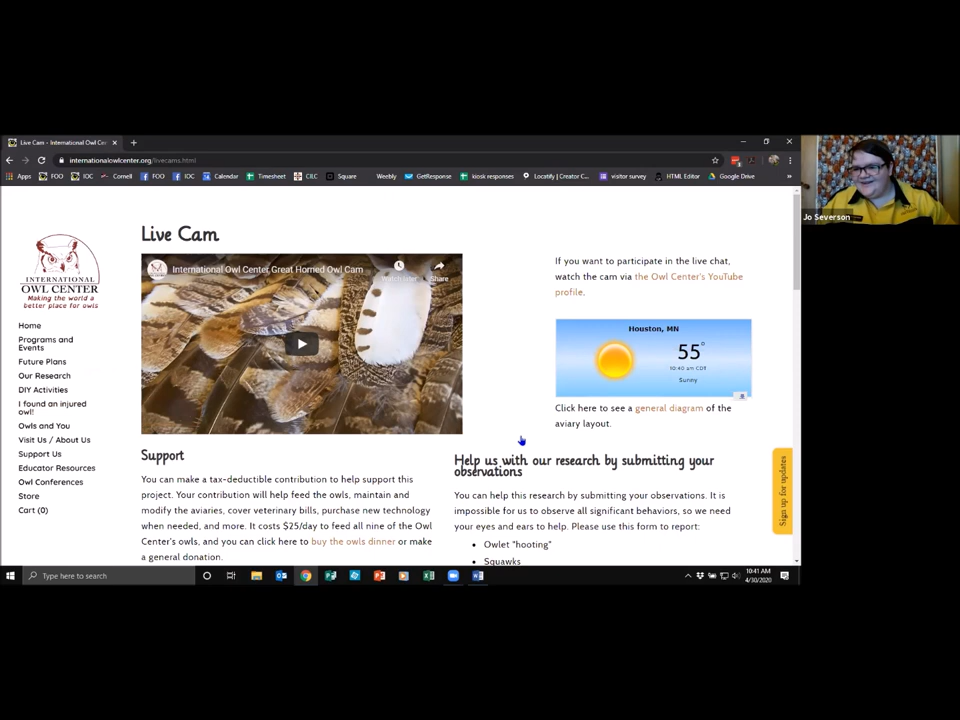 Live Cam - International Owl Cen
internationalowlcenter.org/livecams.html
Apps FOO IOC Cornell FOO IOC Calendar Timesheet CILC Square Weebly GetResponse kiosk responses Locatify | Creator C... visitor survey HTML Editor Google Drive »
Jo Severson
INTERNATIONAL
OWL CENTER
Making the world a
better place for owls
Home
Programs and
Events
Future Plans
Our Research
DIY Activities
I found an injured
owl!
Owls and You
Visit Us / About Us
Support Us
Educator Resources
Owl Conferences
Store
Cart (0)
Live Cam
International Owl Center Great Horned Owl Cam
Watch later Share
If you want to participate in the live chat,
watch the cam via the Owl Center's YouTube
profile.
Houston, MN
55°
10:40 am CDT
Sunny
Click here to see a general diagram of the
aviary layout.
Support
You can make a tax-deductible contribution to help support this
project. Your contribution will help feed the owls, maintain and
modify the aviaries, cover veterinary bills, purchase new technology
when needed, and more. It costs $25/day to feed all nine of the Owl
Center's owls, and you can click here to buy the owls dinner or make
a general donation.
Help us with our research by submitting your
observations
You can help this research by submitting your observations. It is
impossible for us to observe all significant behaviors, so we need
your eyes and ears to help. Please use this form to report:
• Owlet "hooting"
• Squawks
Sign up for updates
Type here to search
10:41 AM
4/30/2020